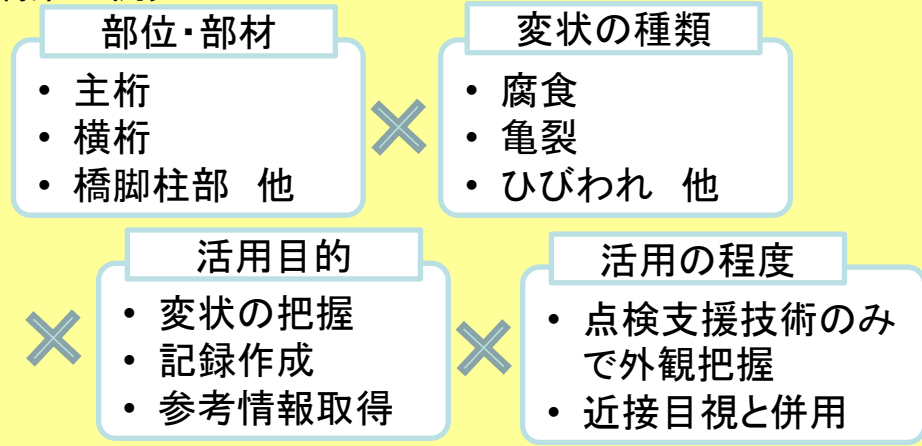 部位・部材
• 主桁
• 横桁
• 橋脚柱部 他
変状の種類
• 腐食
• 亀裂
• ひびわれ 他
活用目的
• 変状の把握
• 記録作成
• 参考情報取得
活用の程度
• 点検支援技術のみ
で外観把握
• 近接目視と併用